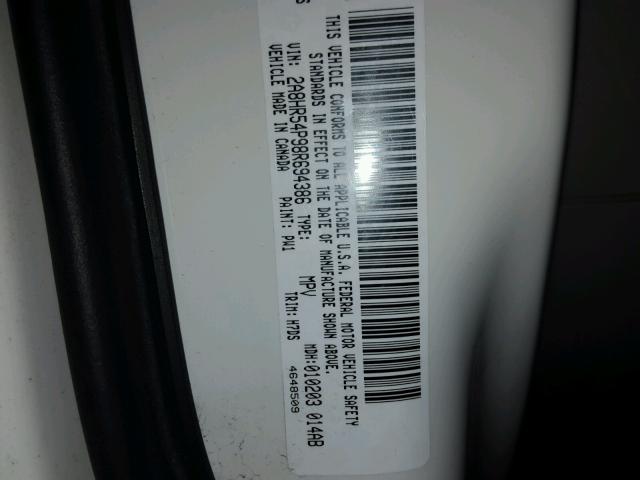 THIS VEHICLE CONFORMS TO ALL APPLICABLE U.S.A. FEDERAL MOTOR VEHICLE SAFETY
STANDARDS IN EFFECT ON THE DATE OF MANUFACTURE SHOWN ABOVE.
VIN: 2A8HR54P98R694386 TYPE: MPV MDH:010203 014AB
VEHICLE MADE IN CANADA PAINT: PW1 TRIM: H7DS 4648509